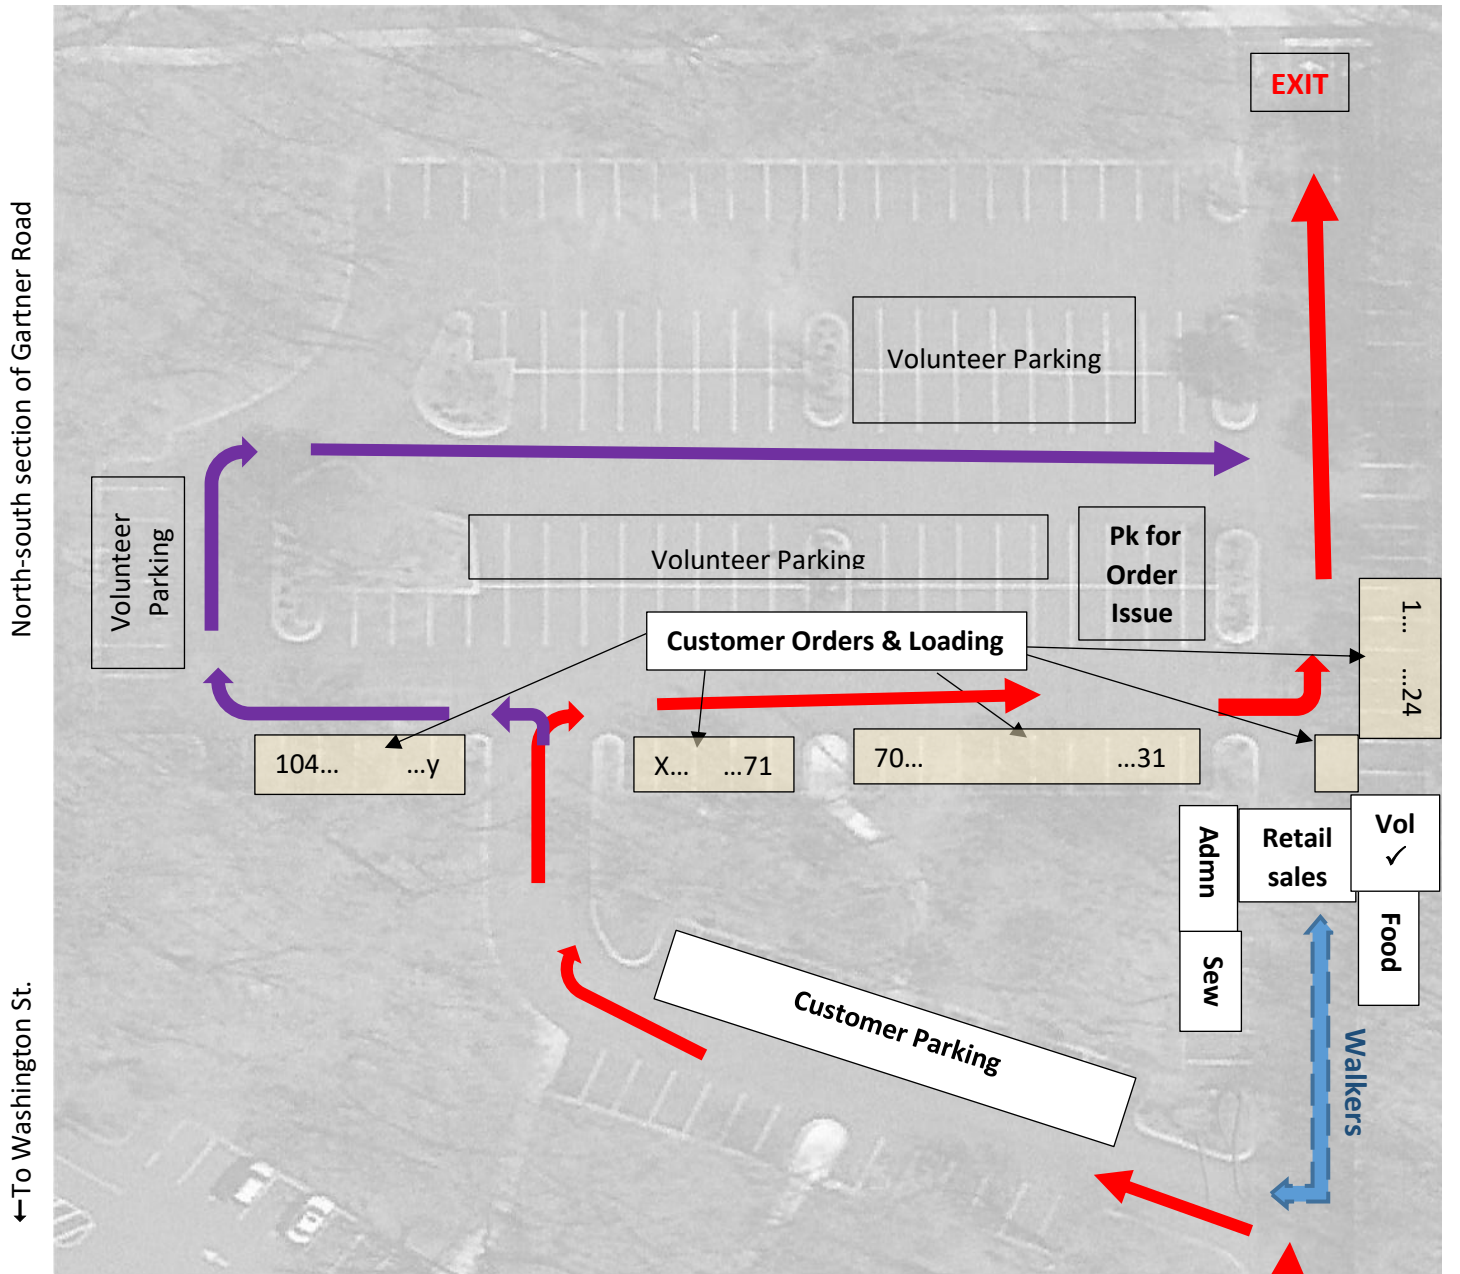 EXIT
North-south section of Gartner Road
Volunteer Parking
Volunteer
Parking
Volunteer Parking
Pk for
Order
Issue
Customer Orders & Loading
1...
...24
104... ...y
X... ...71
70... ...31
Admn
Retail
sales
Vol
✓
Sew
Food
Customer Parking
Walkers
←To Washington St.